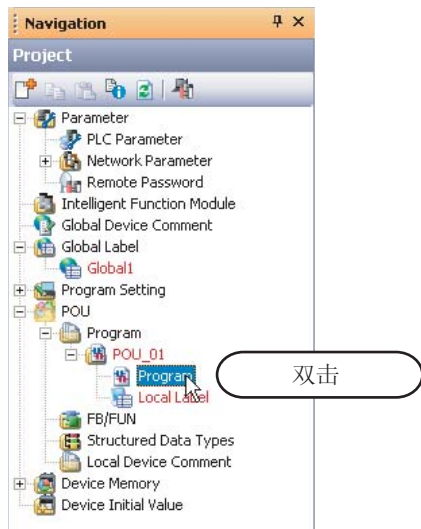 Navigation
Project
Parameter
PLC Parameter
Network Parameter
Remote Password
Intelligent Function Module
Global Device Comment
Global Label
Global1
Program Setting
POU
Program
POU_01
Program
双击
Local Label
FB/FUN
Structured Data Types
Local Device Comment
Device Memory
Device Initial Value